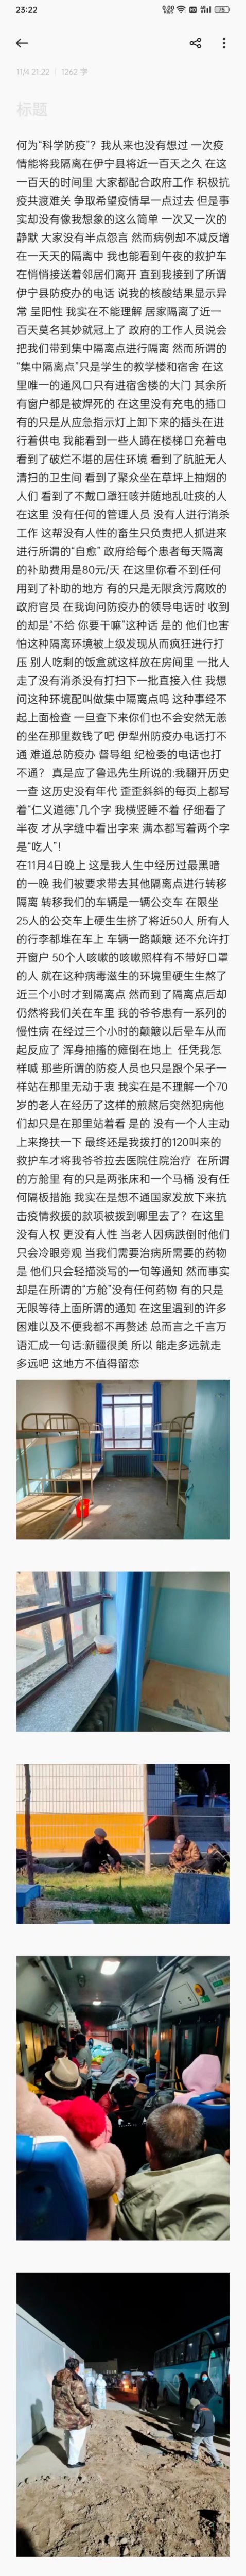 23:22
11/4 21:22 | 1262 字
标题
何为“科学防疫”？我从来也没有想过 一次疫
情能将我隔离在伊宁县将近一百天之久 在这
一百天的时间里 大家都配合政府工作 积极抗
疫共渡难关 争取希望疫情早一点过去 但是事
实却没有像我想象的这么简单 一次又一次的
静默 大家没有半点怨言 然而病例却不减反增
在一天天的隔离中 我也能看到午夜的救护车
在悄悄接送着邻居们离开 直到我接到了所谓
伊宁县防疫办的电话 说我的核酸结果显示异
常 呈阳性 我实在不能理解 居家隔离了近一
百天莫名其妙就冠上了 政府的工作人员说会
把我们带到集中隔离点进行隔离 然而所谓的
“集中隔离点”只是学生的教学楼和宿舍 在这
里唯一的通风口只有进宿舍楼的大门 其余所
有窗户都是被焊死的 在这里没有充电的插口
有的只是从应急指示灯上卸下来的插头在进
行着供电 我能看到一些人蹲在楼梯口充着电
看到了破烂不堪的居住环境 看到了肮脏无人
清扫的卫生间 看到了聚众坐在草坪上抽烟的
人们 看到了不戴口罩狂咳并随地乱吐痰的人
在这里 没有任何的管理人员 没有人进行消杀
工作 这帮没有人性的畜生只负责把人抓进来
进行所谓的“自愈” 政府给每个患者每天隔离
的补助费用是80元/天 在这里你看不到任何
用到了补助的地方 有的只是无限贪污腐败的
政府官员 在我询问防疫办的领导电话时 收到
的却是“不给 你要干嘛”这种话 是的 他们也害
怕这种隔离环境被上级发现从而疯狂进行打
压 别人吃剩的饭盒就这样放在房间里 一批人
走了没有消杀没有打扫下一批直接入住 我想
问这种环境配叫做集中隔离点吗 这种事经不
起上面检查 一旦查下来你们也不会安然无恙
的坐在那里数钱了吧 伊犁州防疫办电话打不
通 难道总防疫办 督导组 纪检委的电话也打
不通？ 真是应了鲁迅先生所说的:我翻开历史
一查 这历史没有年代 歪歪斜斜的每页上都写
着“仁义道德”几个字 我横竖睡不着 仔细看了
半夜 才从字缝中看出字来 满本都写着两个字
是“吃人”！
在11月4日晚上 这是我人生中经历过最黑暗
的一晚 我们被要求带去其他隔离点进行转移
隔离 转移我们的车辆是一辆公交车 在限坐
25人的公交车上硬生生挤了将近50人 所有人
的行李都堆在车上 车辆一路颠簸 还不允许打
开窗户 50个人咳嗽的咳嗽照样有不带好口罩
的人 就在这种病毒滋生的环境里硬生生熬了
近三个小时才到隔离点 然而到了隔离点后却
仍然将我们关在车里 我的爷爷患有一系列的
慢性病 在经过三个小时的颠簸以后晕车从而
起反应了 浑身抽搐的瘫倒在地上  任凭我怎
样喊 那些所谓的防疫人员也只是跟个呆子一
样站在那里无动于衷 我实在是不理解一个70
岁的老人在经历了这样的煎熬后突然犯病他
们却只是在那里站着看 是的 没有一个人主动
上来搀扶一下 最终还是我拨打的120叫来的
救护车才将我爷爷拉去医院住院治疗  在所谓
的方舱里 有的只是两张床和一个马桶 没有任
何隔板措施 我实在是想不通国家发放下来抗
击疫情救援的款项被拨到哪里去了？在这里
没有人权 更没有人性 当老人因病跌倒时他们
只会冷眼旁观 当我们需要治病所需要的药物
是 他们只会轻描淡写的一句等通知 然而事实
却是在所谓的“方舱”没有任何药物 有的只是
无限等待上面所谓的通知 在这里遇到的许多
困难以及不便我都不再赘述 总而言之千言万
语汇成一句话:新疆很美 所以 能走多远就走
多远吧 这地方不值得留恋